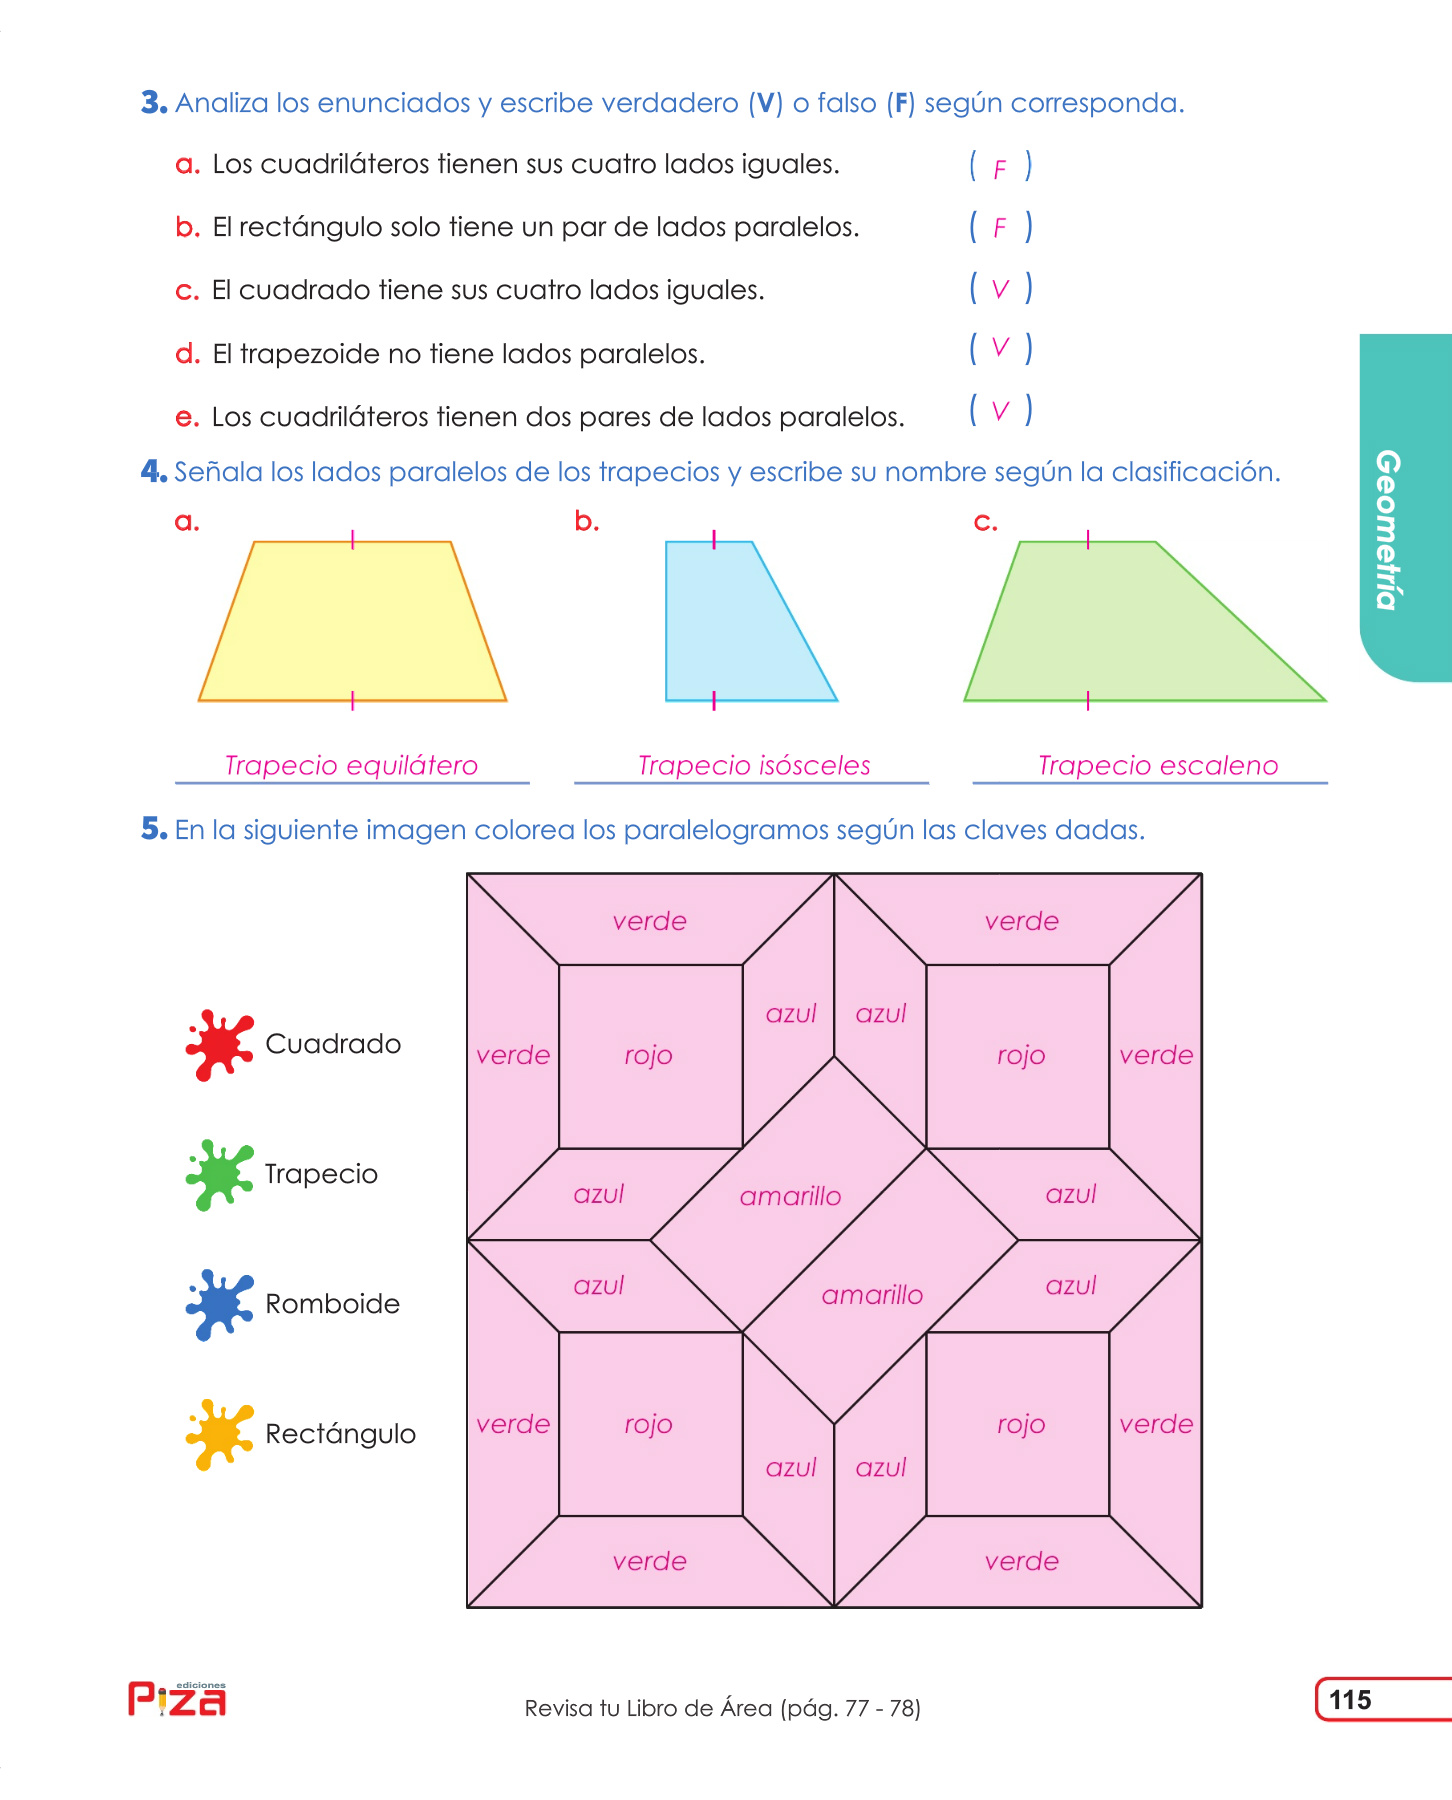 3. Analiza los enunciados y escribe verdadero (V) o falso (F) según corresponda.
a. Los cuadriláteros tienen sus cuatro lados iguales. ( F )
b. El rectángulo solo tiene un par de lados paralelos. ( F )
c. El cuadrado tiene sus cuatro lados iguales. ( V )
d. El trapezoide no tiene lados paralelos. ( V )
e. Los cuadriláteros tienen dos pares de lados paralelos. ( V )
4. Señala los lados paralelos de los trapecios y escribe su nombre según la clasificación.
a. b. c.
Trapecio equilátero Trapecio isósceles Trapecio escaleno
Geometría
5. En la siguiente imagen colorea los paralelogramos según las claves dadas.
Cuadrado
Trapecio
Romboide
Rectángulo
verde verde
azul azul
verde rojo rojo verde
azul amarillo azul
azul amarillo azul
verde rojo rojo verde
azul azul
verde verde
ediciones
Piza
Revisa tu Libro de Área (pág. 77 - 78)
115